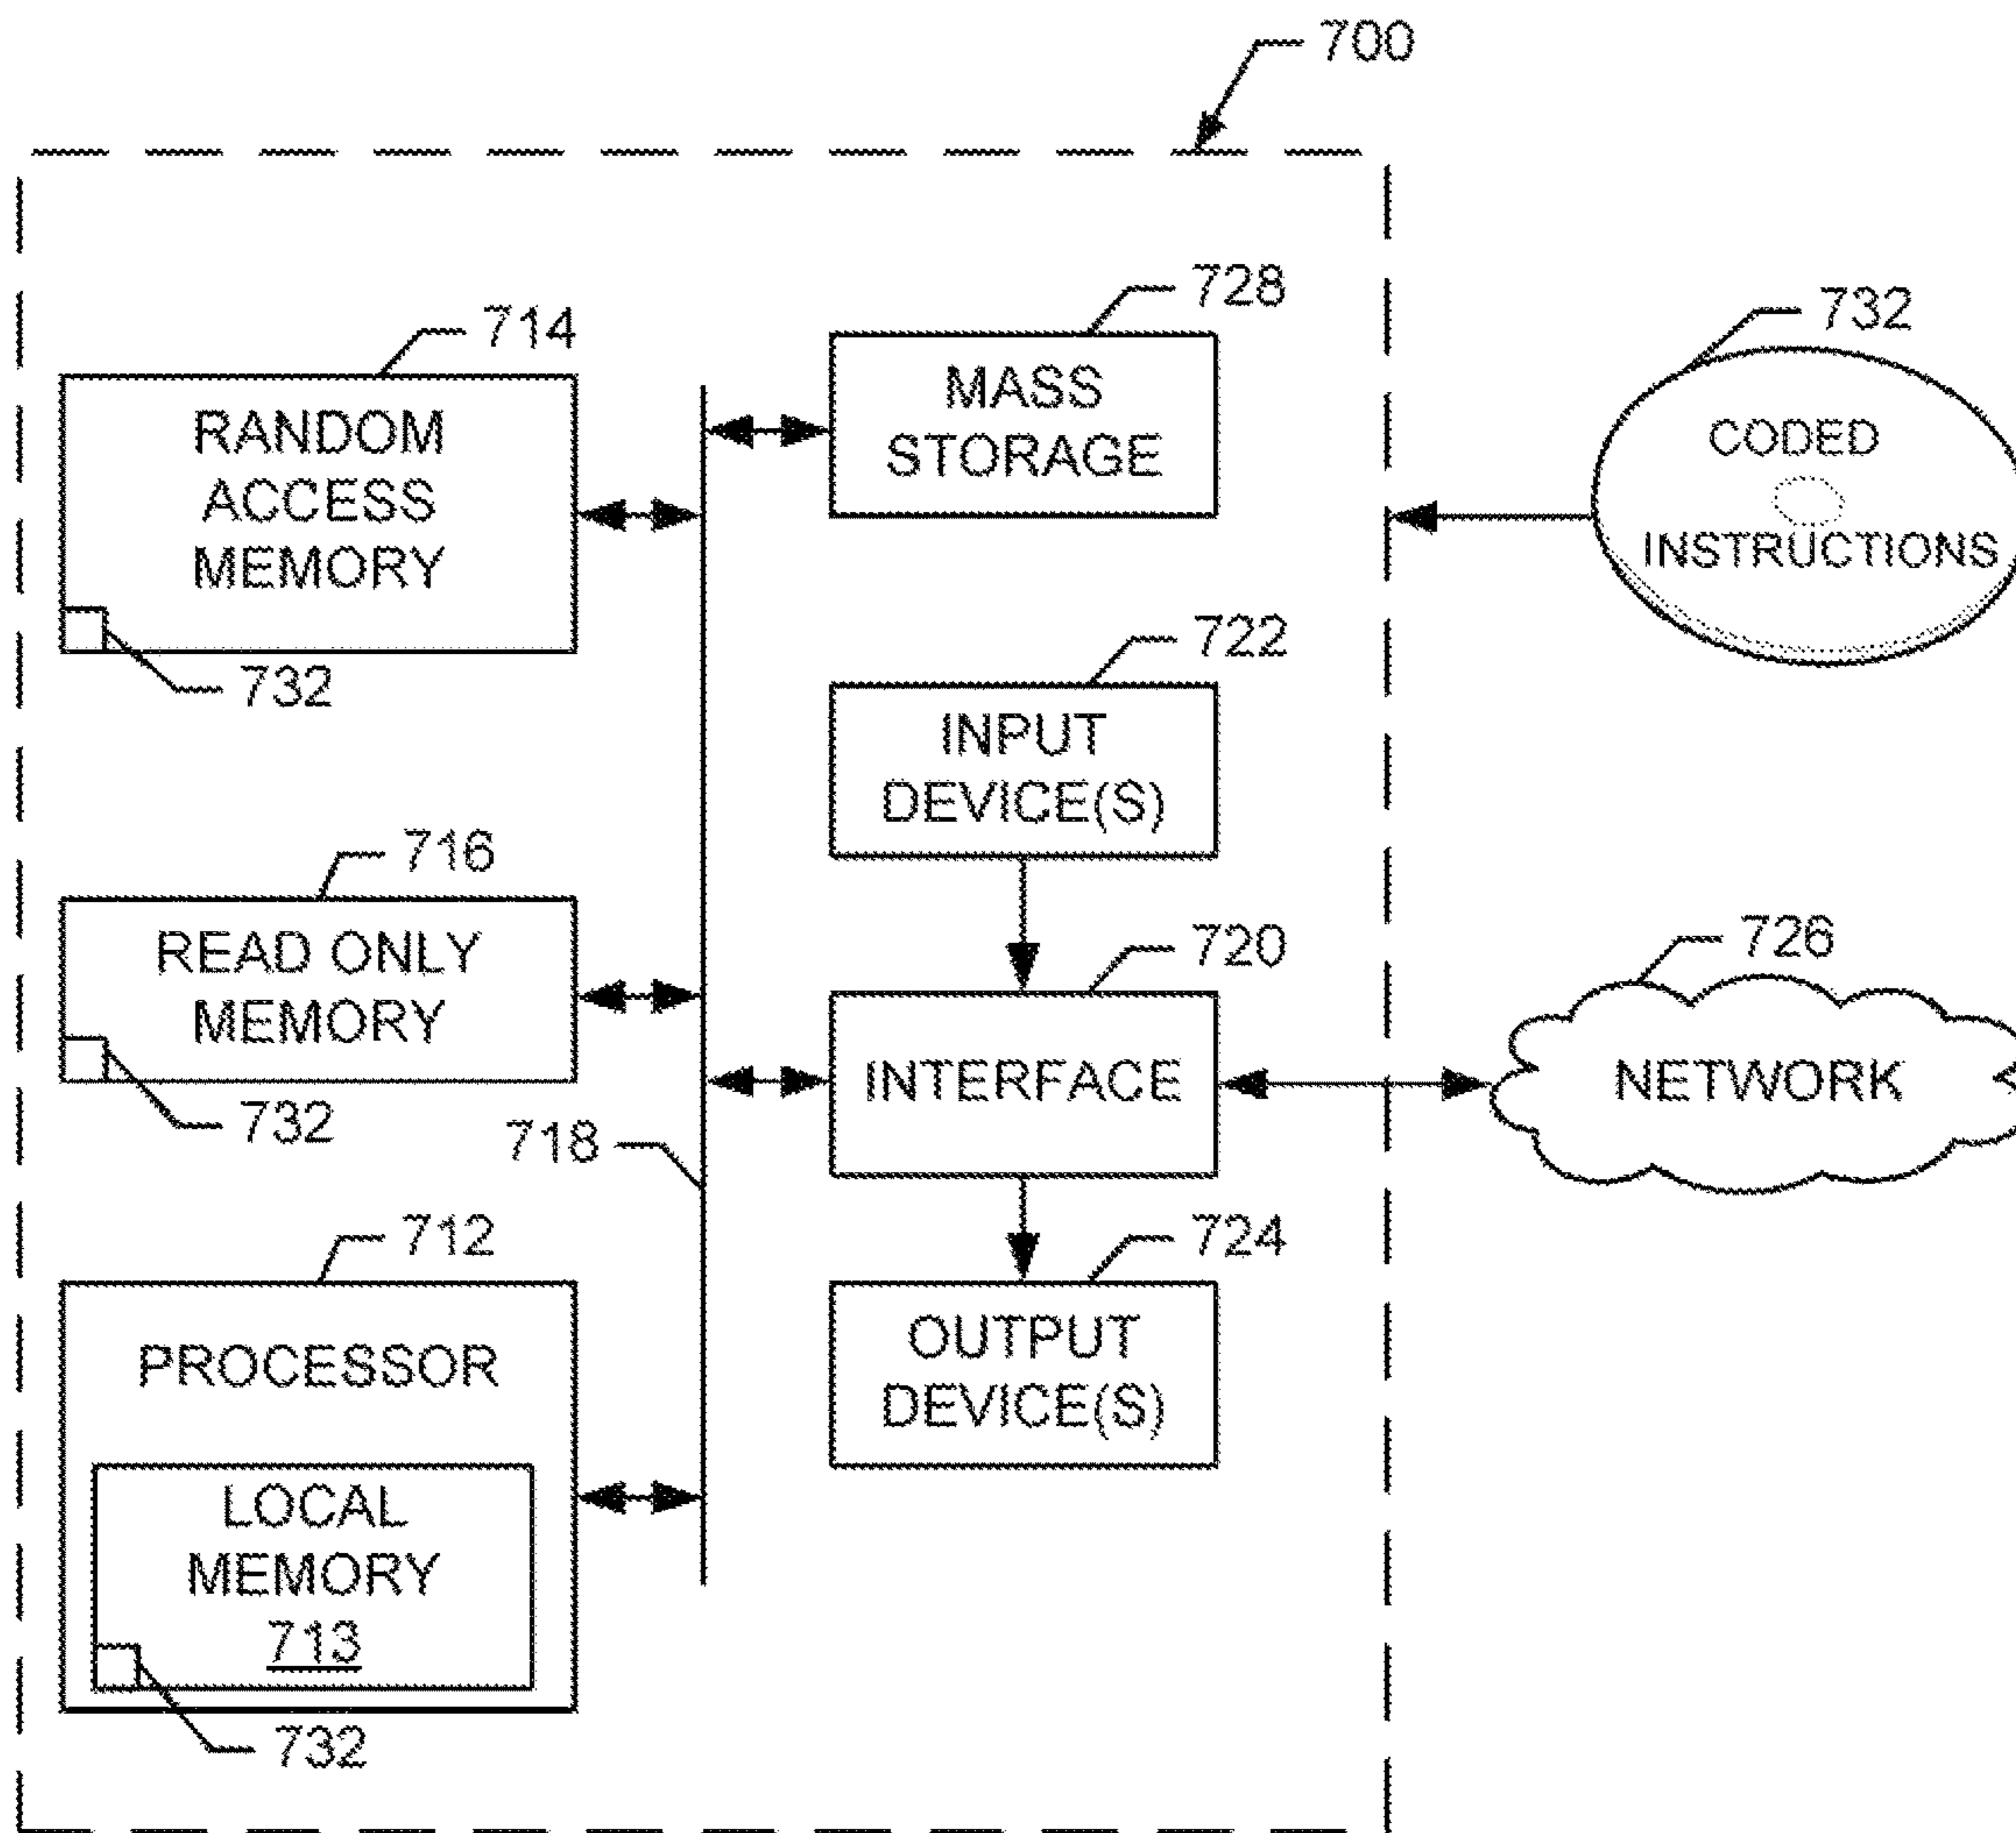 700
728
MASS
STORAGE
714
RANDOM
ACCESS
MEMORY
732
732
CODED
INSTRUCTIONS
722
INPUT
DEVICE(S)
716
READ ONLY
MEMORY
732
720
INTERFACE
726
NETWORK
718
712
PROCESSOR
LOCAL
MEMORY
713
732
724
OUTPUT
DEVICE(S)